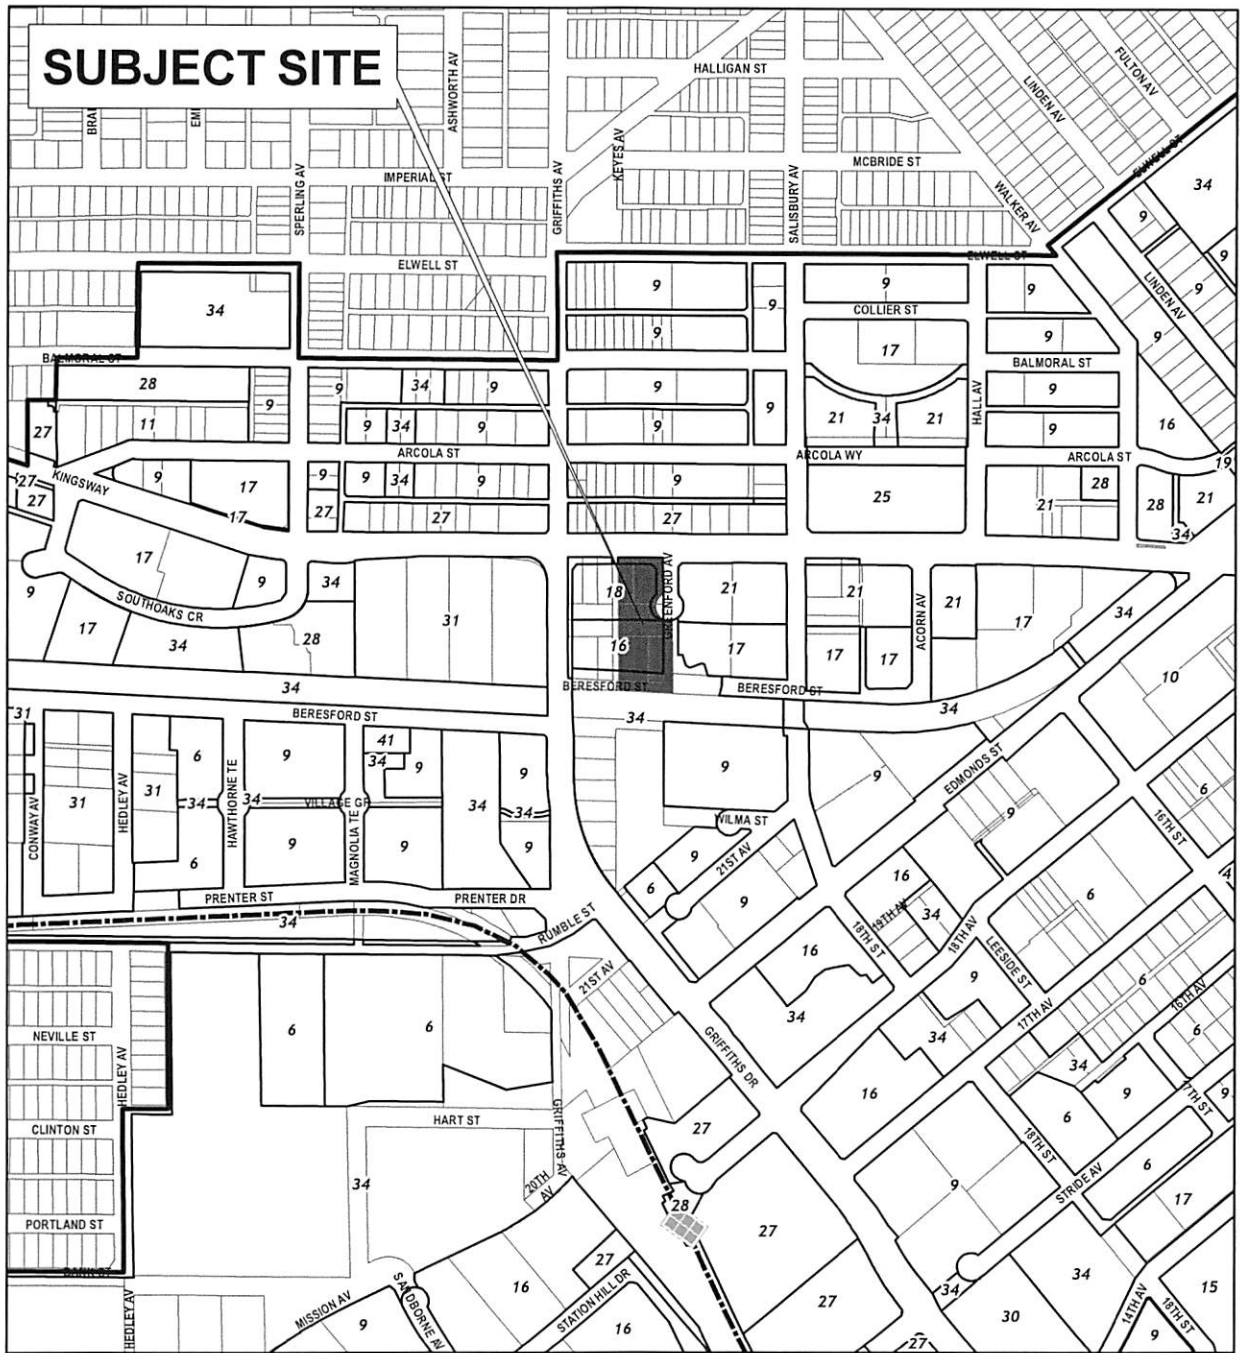 SUBJECT SITE
HALLIGAN ST
ASHWORTH AV
FULTON AV
LINDEN AV
BRA
EM
GRIFFITHS AV
KEYES AV
MCBRIDE ST
SPERLING AV
IMPERIAL ST
SALISBURY AV
WALKER AV
ELWELL ST
34
9
9
ELWELL ST
ELWELL ST
LINDEN AV
34
9
9
9
9
9
COLLIER ST
9
9
17
9
BALMORAL ST
BALMORAL ST
28
9
34
9
9
9
9
HALL AV
27
11
9
9
34
9
9
21
34
21
9
16
ARCOLA ST
ARCOLA WY
ARCOLA ST
19
KINGSWAY
27
27
9
17
17
9
9
34
9
9
25
21
28
28
21
27
27
27
34
17
9
34
31
18
GREENFORD AV
21
21
ACORN AV
21
17
34
9
SOUTHOAKS CR
17
34
28
16
17
17
17
10
34
BERESFORD ST
BERESFORD ST
BERESFORD ST
34
34
31
CONWAY AV
31
HEDLEY AV
31
6
HAWTHORNE TE
9
41
34
9
34
9
9
9
EDMONDS ST
34
34
VILLAGE GR
34
MAGNOLIA TE
WILMA ST
9
16TH ST
6
6
9
9
9
9
21ST AV
6
9
6
4
PRENTER ST
PRENTER DR
34
RUMBLE ST
16
19TH AV
34
18TH ST
18TH AV
LEESIDE ST
16
9
6
21ST AV
17TH AV
16TH AV
6
6
6
NEVILLE ST
HEDLEY AV
34
GRIFFITHS DR
34
34
9
17TH ST
9
16
6
CLINTON ST
HART ST
GRIFFITHS AV
27
18TH ST
STRIDE AV
6
34
20TH AV
9
17
PORTLAND ST
28
27
27
34
34
15
16
STATION HILL DR
27
30
14TH AV
18TH ST
HEDLEY AV
MISSION AV
9
SANDBORNE AV
16
27
9